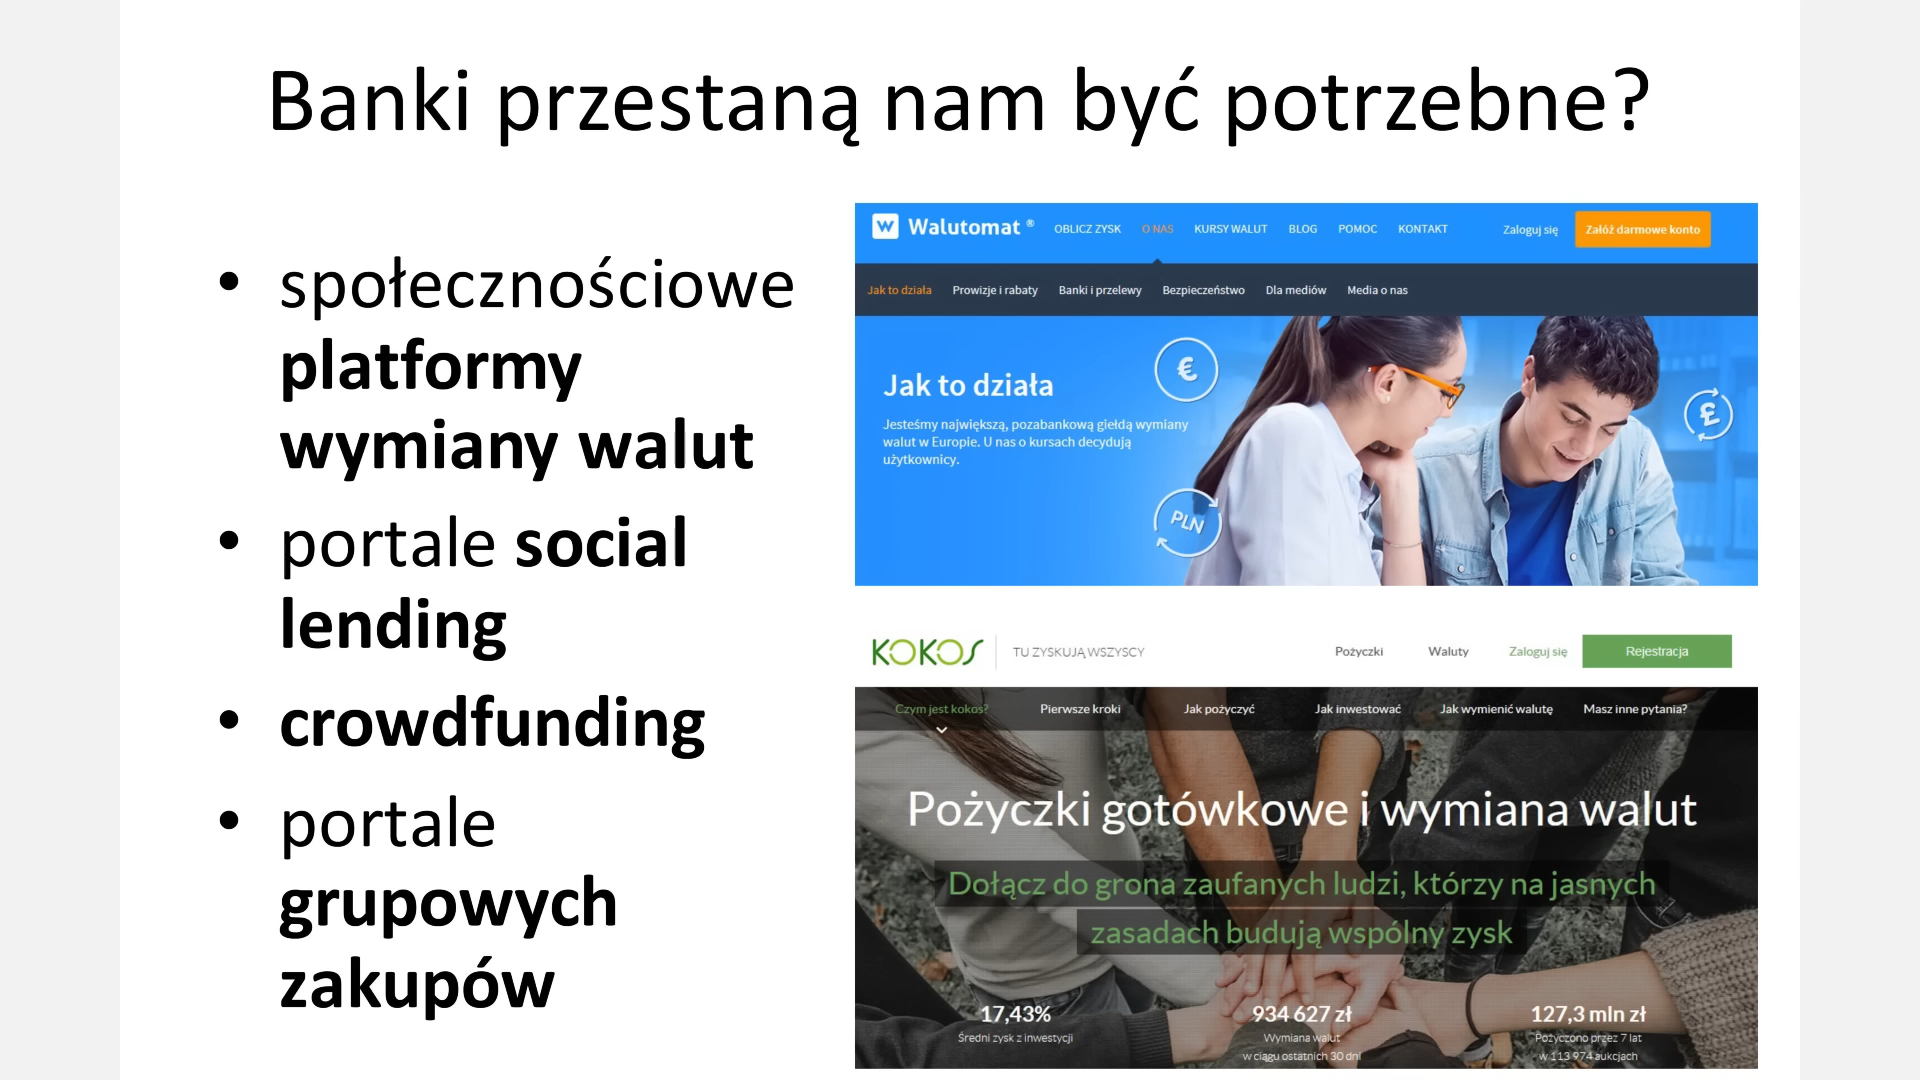 Banki przestaną nam być potrzebne?
• społecznościowe
platformy
wymiany walut
• portale social
lending
• crowdfunding
• portale
grupowych
zakupów
W Walutomat ® OBLICZ ZYSK O NAS KURSY WALUT BLOG POMOC KONTAKT Zaloguj się Załóż darmowe konto
Jak to działa Prowizje i rabaty Banki i przelewy Bezpieczeństwo Dla mediów Media o nas
Jak to działa
Jesteśmy największą, pozabankową giełdą wymiany
walut w Europie. U nas o kursach decydują
użytkownicy.
€
£
PLN
KOKOS TU ZYSKUJĄ WSZYSCY Pożyczki Waluty Zaloguj się Rejestracja
Czym jest kokos? Pierwsze kroki Jak pożyczyć Jak inwestować Jak wymienić walutę Masz inne pytania?
Pożyczki gotówkowe i wymiana walut
Dołącz do grona zaufanych ludzi, którzy na jasnych
zasadach budują wspólny zysk
17,43% 934 627 zł 127,3 mln zł
Średni zysk z inwestycji Wymiana walut Pożyczono przez 7 lat
w ciągu ostatnich 30 dni w 113 974 aukcjach